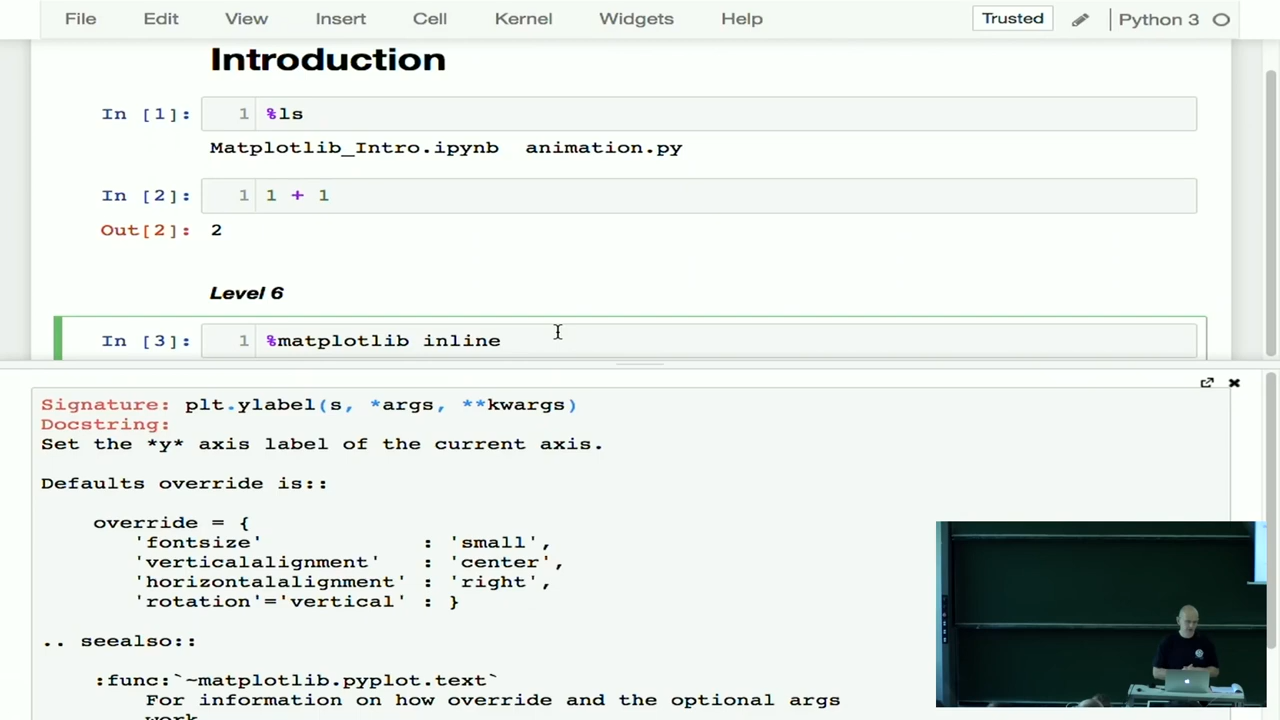 File Edit View Insert Cell Kernel Widgets Help Trusted Python 3
Introduction
In [1]: 1 %ls
Matplotlib_Intro.ipynb animation.py
In [2]: 1 1 + 1
Out[2]: 2
Level 6
In [3]: 1 %matplotlib inline
Signature: plt.ylabel(s, *args, **kwargs)
Docstring:
Set the *y* axis label of the current axis.
Defaults override is::
override = {
'fontsize' : 'small',
'verticalalignment' : 'center',
'horizontalalignment' : 'right',
'rotation'='vertical' : }
.. seealso::
:func:`~matplotlib.pyplot.text`
For information on how override and the optional args
work